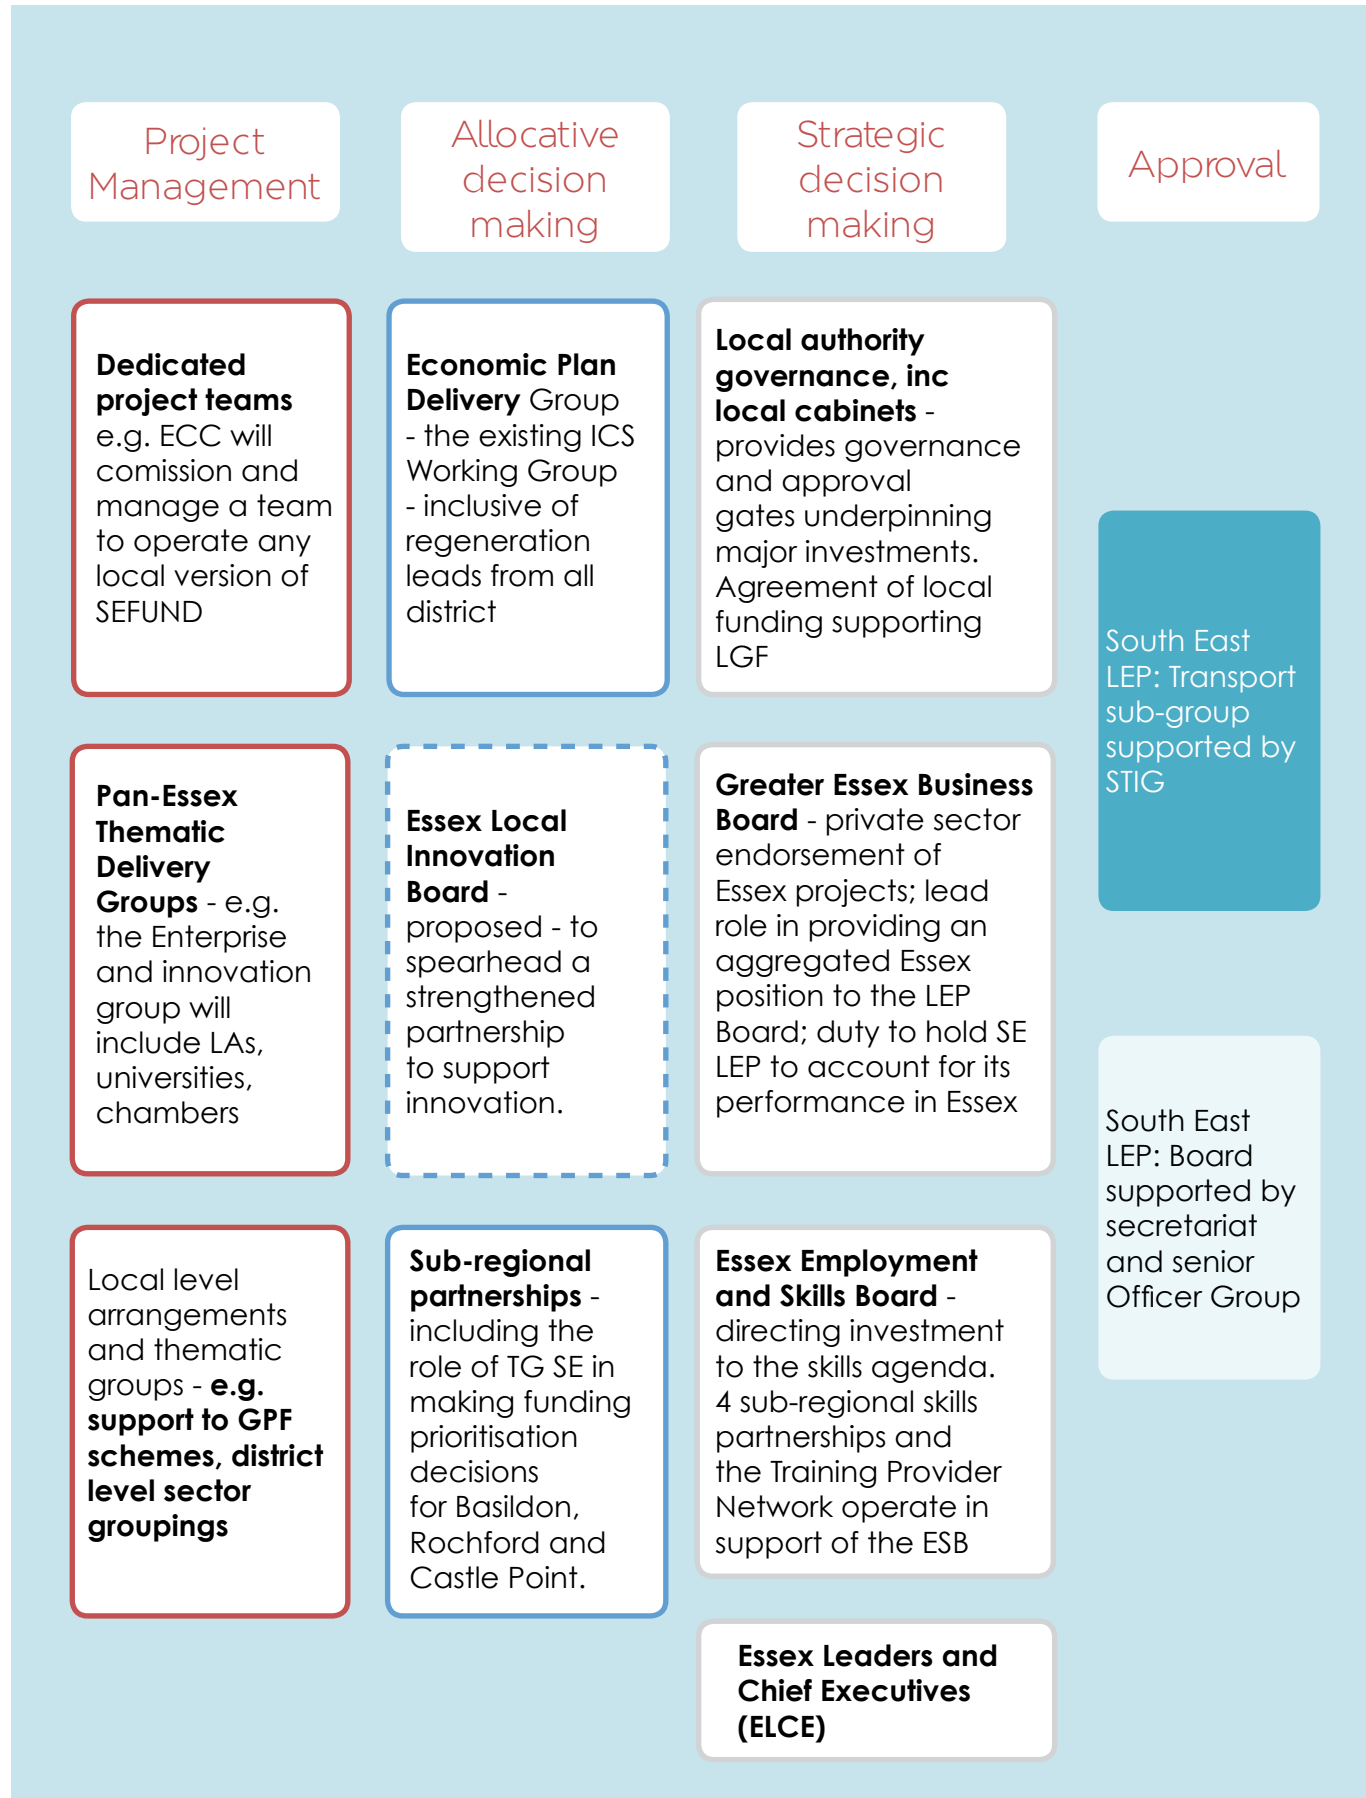 Project
Management
Allocative
decision
making
Strategic
decision
making
Approval
Dedicated
project teams
e.g. ECC will
comission and
manage a team
to operate any
local version of
SEFUND
Economic Plan
Delivery Group
- the existing ICS
Working Group
- inclusive of
regeneration
leads from all
district
Local authority
governance, inc
local cabinets -
provides governance
and approval
gates underpinning
major investments.
Agreement of local
funding supporting
LGF
South East
LEP: Transport
sub-group
supported by
STIG
Pan-Essex
Thematic
Delivery
Groups - e.g.
the Enterprise
and innovation
group will
include LAs,
universities,
chambers
Essex Local
Innovation
Board -
proposed - to
spearhead a
strengthened
partnership
to support
innovation.
Greater Essex Business
Board - private sector
endorsement of
Essex projects; lead
role in providing an
aggregated Essex
position to the LEP
Board; duty to hold SE
LEP to account for its
performance in Essex
South East
LEP: Board
supported by
secretariat
and senior
Officer Group
Local level
arrangements
and thematic
groups - e.g.
support to GPF
schemes, district
level sector
groupings
Sub-regional
partnerships -
including the
role of TG SE in
making funding
prioritisation
decisions
for Basildon,
Rochford and
Castle Point.
Essex Employment
and Skills Board -
directing investment
to the skills agenda.
4 sub-regional skills
partnerships and
the Training Provider
Network operate in
support of the ESB
Essex Leaders and
Chief Executives
(ELCE)